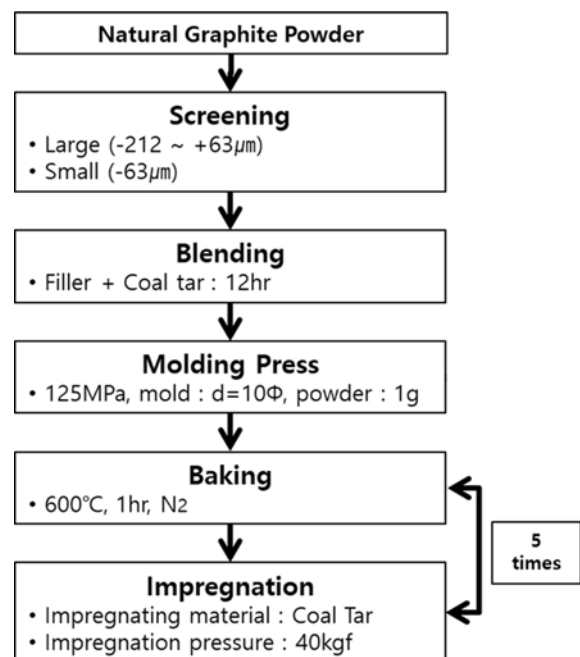 Natural Graphite Powder
Screening
• Large (-212 ~ +63㎛)
• Small (-63㎛)
Blending
• Filler + Coal tar : 12hr
Molding Press
• 125MPa, mold : d=10Φ, powder : 1g
Baking
• 600℃, 1hr, N2
5
times
Impregnation
• Impregnating material : Coal Tar
• Impregnation pressure : 40kgf